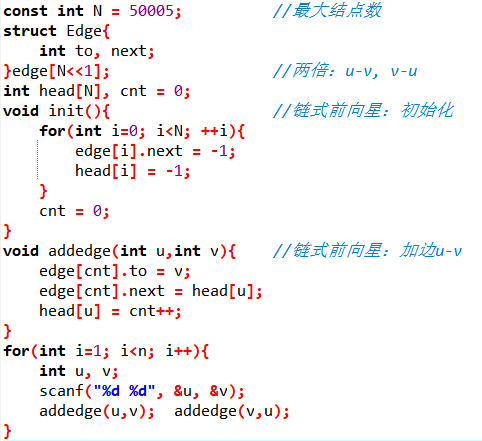 const int N = 50005;          //最大结点数
struct Edge{
    int to, next;
}edge[N<<1];                  //两倍：u-v, v-u
int head[N], cnt = 0;
void init(){                  //链式前向星：初始化
    for(int i=0; i<N; ++i){
        edge[i].next = -1;
        head[i] = -1;
    }
    cnt = 0;
}
void addedge(int u,int v){    //链式前向星：加边u-v
    edge[cnt].to = v;
    edge[cnt].next = head[u];
    head[u] = cnt++;
}
for(int i=1; i<n; i++){
    int u, v;
    scanf("%d %d", &u, &v);
    addedge(u,v);  addedge(v,u);
}